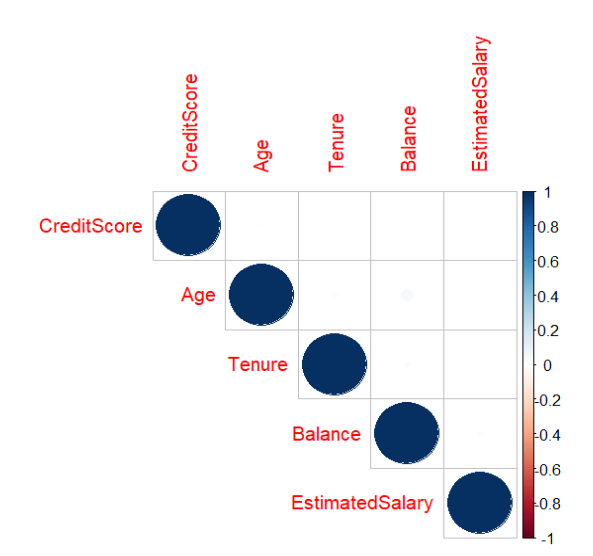 CreditScore
Age
Tenure
Balance
EstimatedSalary
CreditScore
Age
Tenure
Balance
EstimatedSalary
1
0.8
0.6
0.4
0.2
0
-0.2
-0.4
-0.6
-0.8
-1